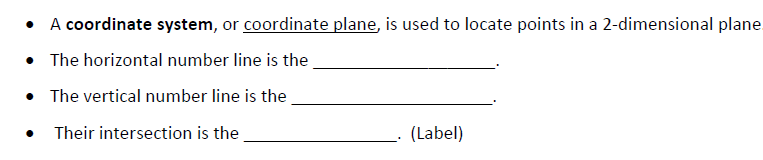 • A coordinate system, or coordinate plane, is used to locate points in a 2-dimensional plane
• The horizontal number line is the ____________________.
• The vertical number line is the ______________________.
• Their intersection is the _________________. (Label)